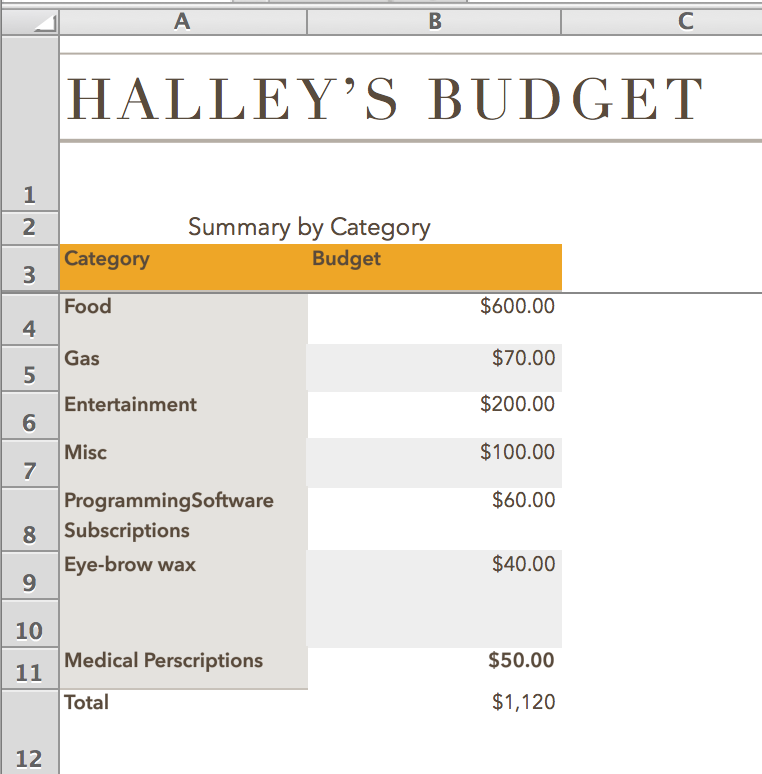 A B C
HALLEY’S BUDGET
1
2 Summary by Category
3 Category Budget
4 Food $600.00
5 Gas $70.00
6 Entertainment $200.00
7 Misc $100.00
8 ProgrammingSoftware $60.00
Subscriptions
9 Eye-brow wax $40.00
10
11 Medical Perscriptions $50.00
12 Total $1,120